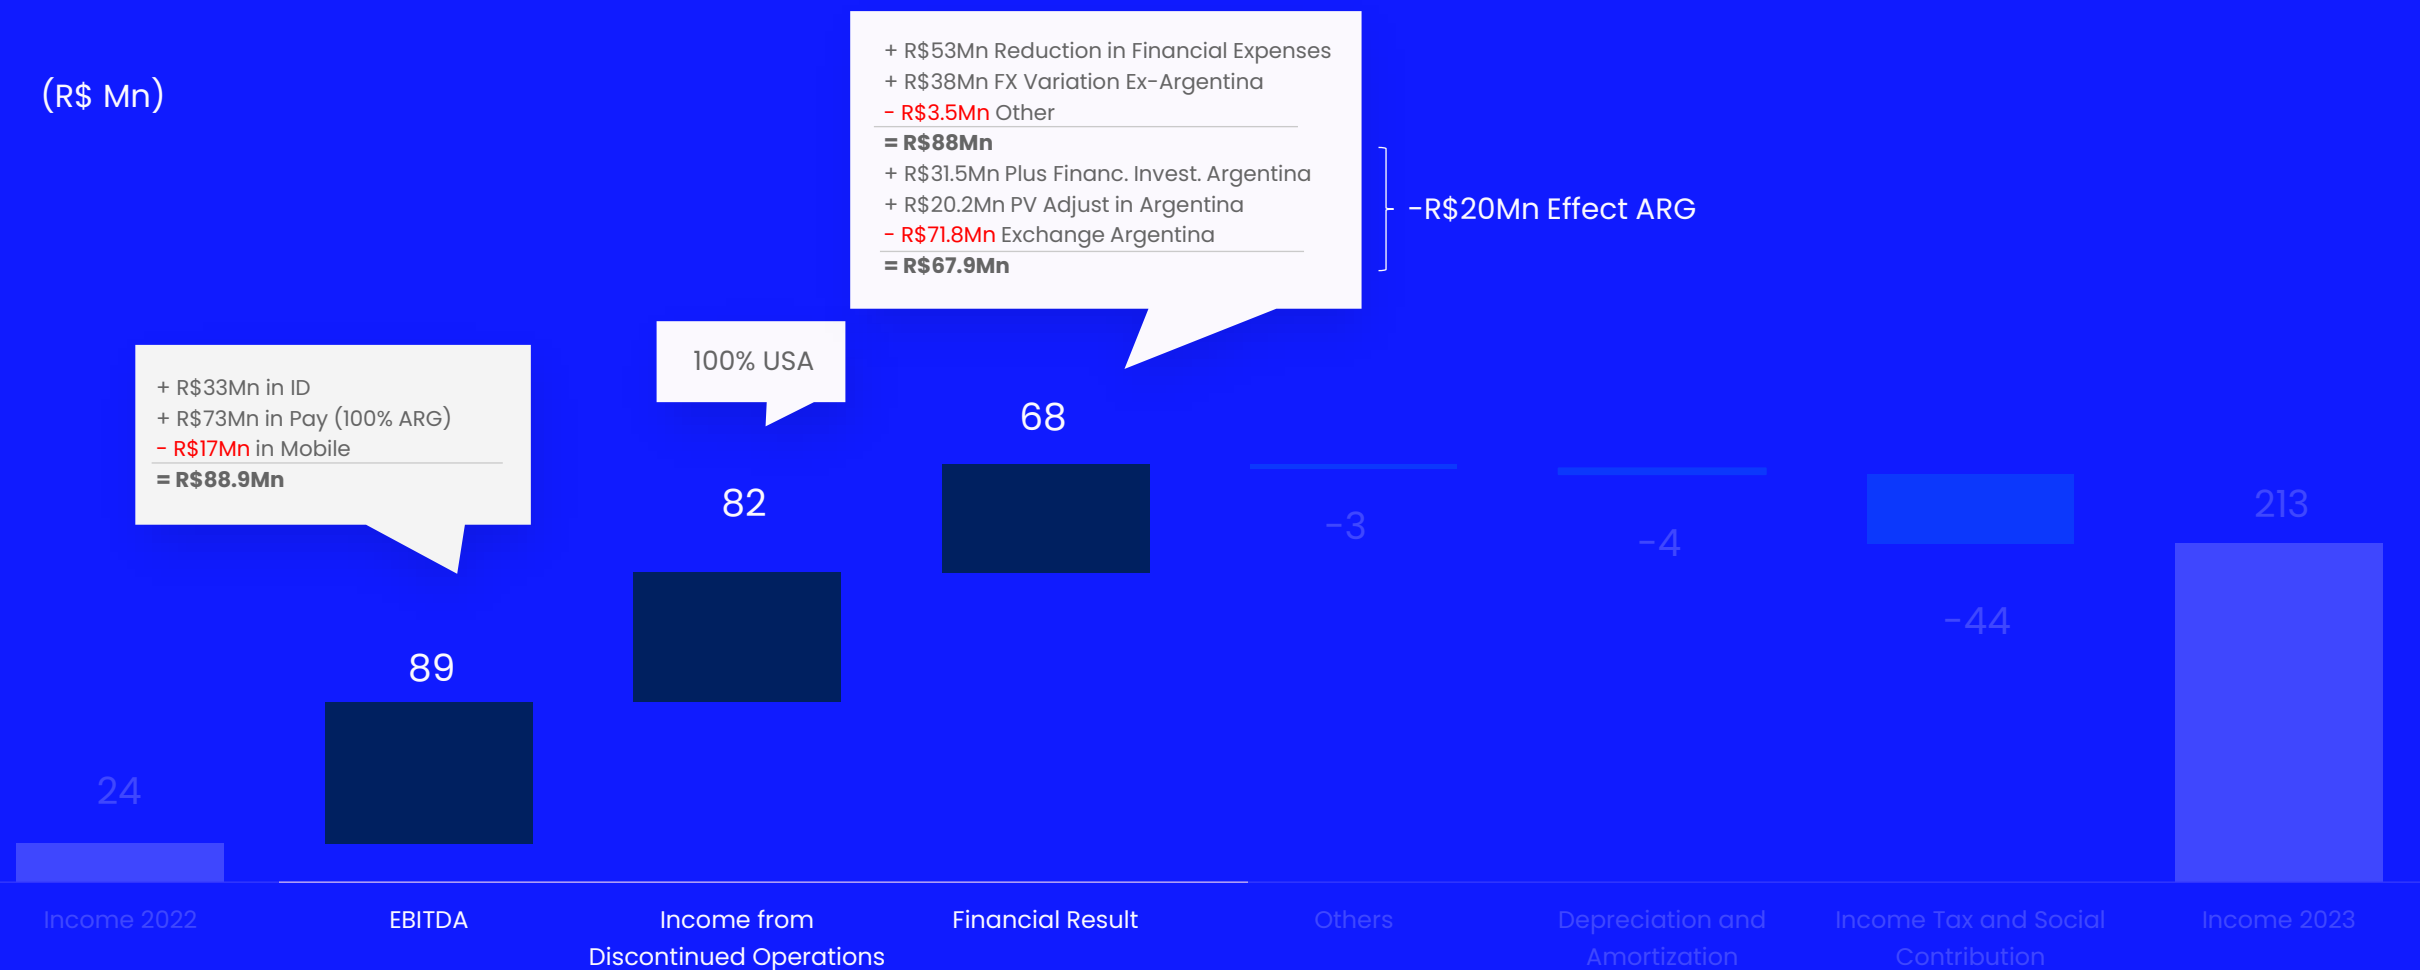 (R$ Mn)
+ R$53Mn Reduction in Financial Expenses
+ R$38Mn FX Variation Ex-Argentina
- R$3.5Mn Other
= R$88Mn
+ R$31.5Mn Plus Financ. Invest. Argentina
+ R$20.2Mn PV Adjust in Argentina
- R$71.8Mn Exchange Argentina
= R$67.9Mn
-R$20Mn Effect ARG
100% USA
+ R$33Mn in ID
+ R$73Mn in Pay (100% ARG)
- R$17Mn in Mobile
= R$88.9Mn
24
89
82
68
-3
-4
-44
213
Income 2022
EBITDA
Income from
Discontinued Operations
Financial Result
Others
Depreciation and
Amortization
Income Tax and Social
Contribution
Income 2023